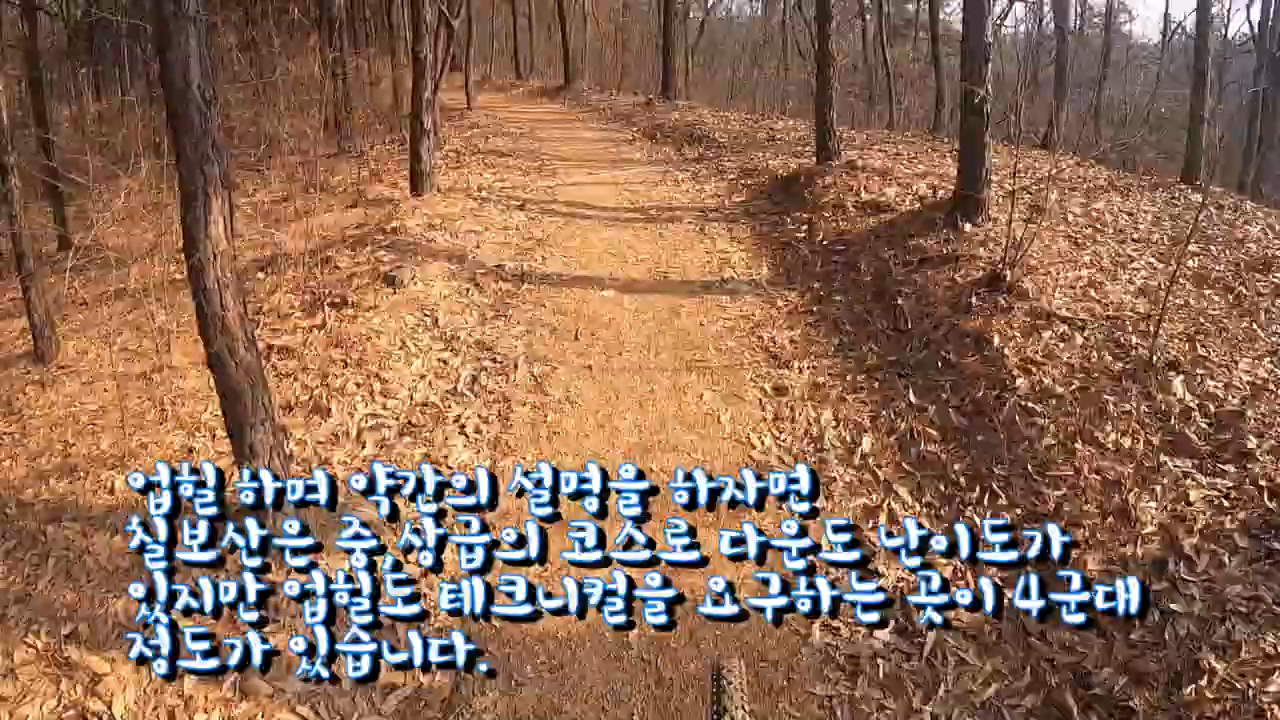 업힐 하며 약간의 설명을 하자면
칠보산은 중,상급의 코스로 다운도 난이도가
있지만 업힐도 테크니컬을 요구하는 곳이 4군대
정도가 있습니다.